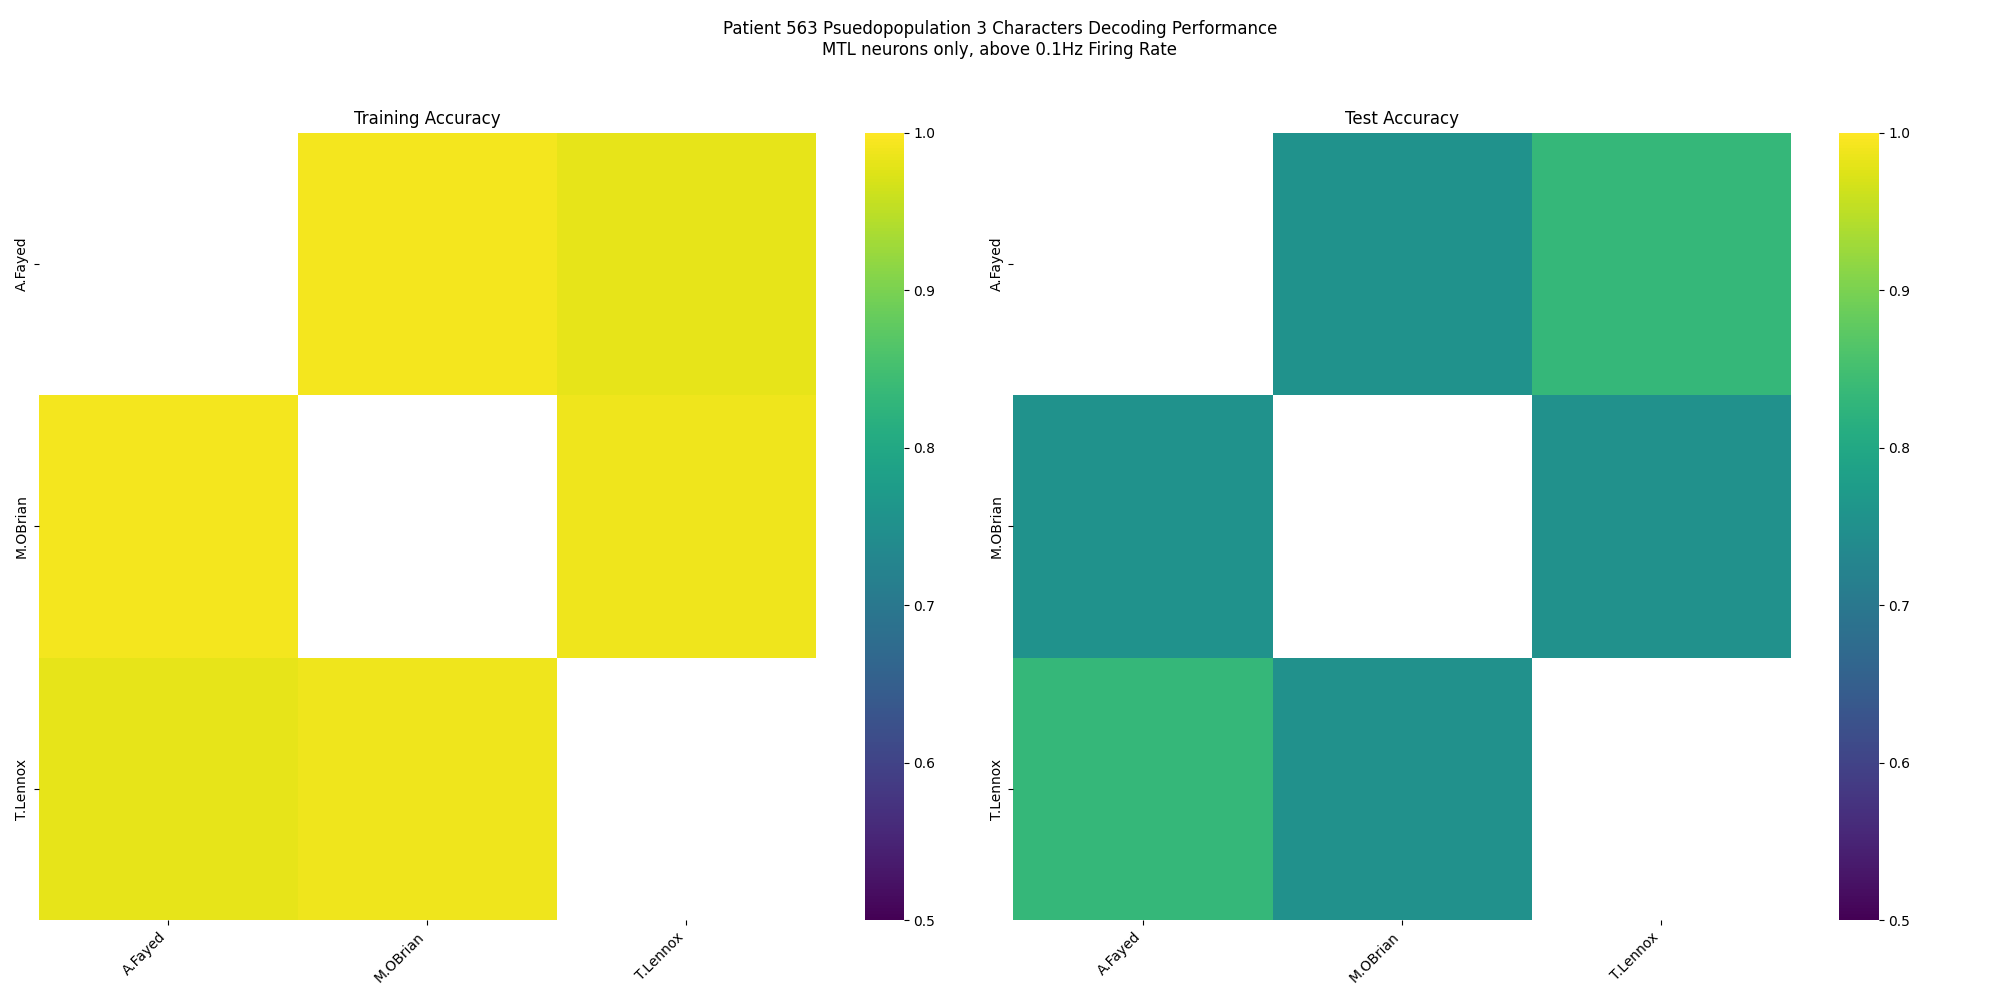 Patient 563 Psuedopopulation 3 Characters Decoding Performance
MTL neurons only, above 0.1Hz Firing Rate
Training Accuracy
A.Fayed
M.OBrian
T.Lennox
A.Fayed
M.OBrian
T.Lennox
1.0
0.9
0.8
0.7
0.6
0.5
Test Accuracy
A.Fayed
M.OBrian
T.Lennox
A.Fayed
M.OBrian
T.Lennox
1.0
0.9
0.8
0.7
0.6
0.5